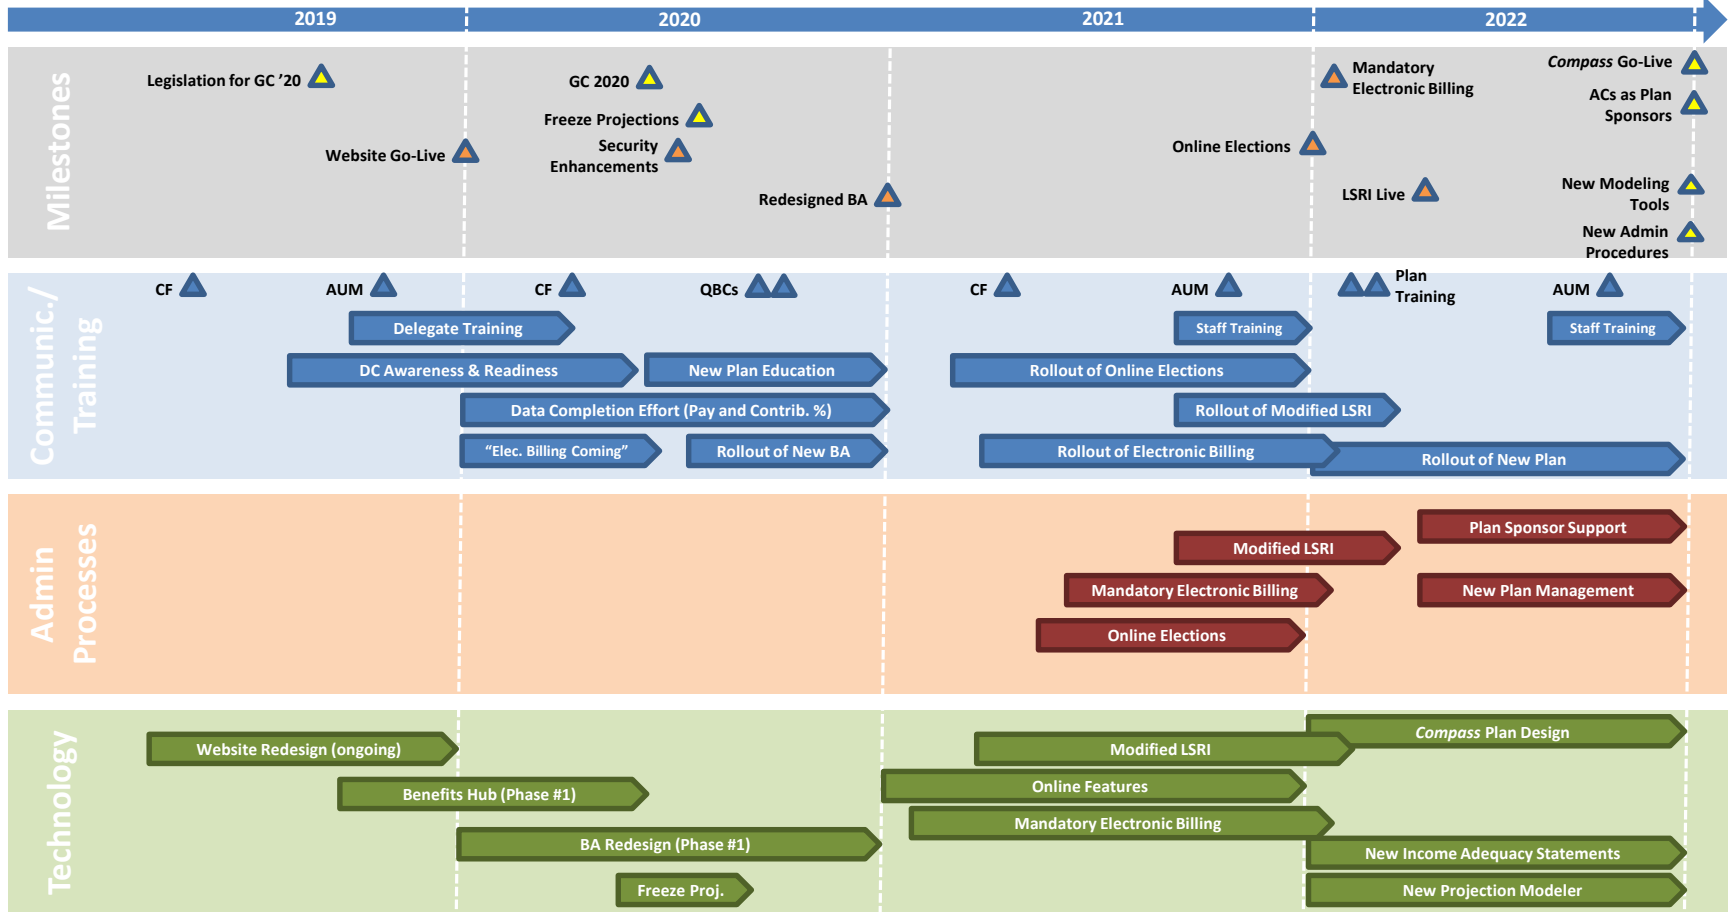 2019 2020 2021 2022
Milestones
Legislation for GC ’20
Website Go-Live
GC 2020
Freeze Projections
Security
Enhancements
Redesigned BA
Online Elections
Mandatory
Electronic Billing
LSRI Live
Compass Go-Live
ACs as Plan
Sponsors
New Modeling
Tools
New Admin
Procedures
Communic./
Training
CF
AUM
CF
QBCs
CF
AUM
Plan
Training
AUM
Delegate Training
Staff Training
Staff Training
DC Awareness & Readiness
New Plan Education
Rollout of Online Elections
Data Completion Effort (Pay and Contrib. %)
Rollout of Modified LSRI
“Elec. Billing Coming”
Rollout of New BA
Rollout of Electronic Billing
Rollout of New Plan
Admin
Processes
Plan Sponsor Support
Modified LSRI
Mandatory Electronic Billing
New Plan Management
Online Elections
Technology
Compass Plan Design
Website Redesign (ongoing)
Modified LSRI
Online Features
Benefits Hub (Phase #1)
Mandatory Electronic Billing
BA Redesign (Phase #1)
New Income Adequacy Statements
Freeze Proj.
New Projection Modeler